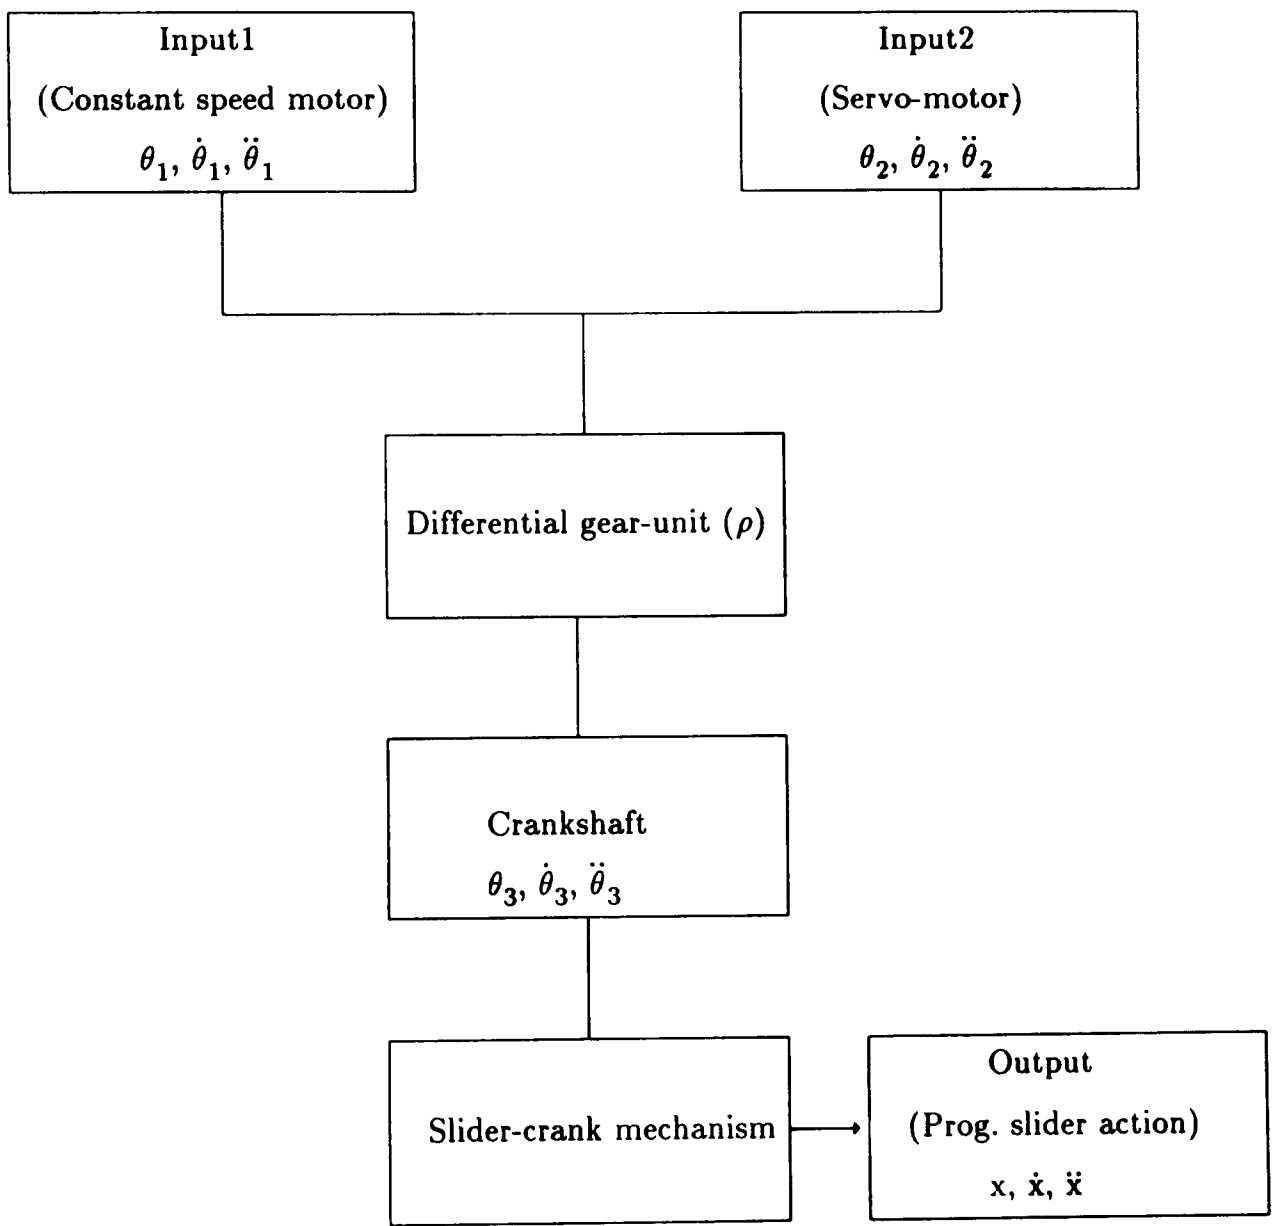 Input1
(Constant speed motor)
θ₁, θ̇₁, θ̈₁
Input2
(Servo-motor)
θ₂, θ̇₂, θ̈₂
Differential gear-unit (ρ)
Crankshaft
θ₃, θ̇₃, θ̈₃
Slider-crank mechanism
Output
(Prog. slider action)
x, ẋ, ẍ